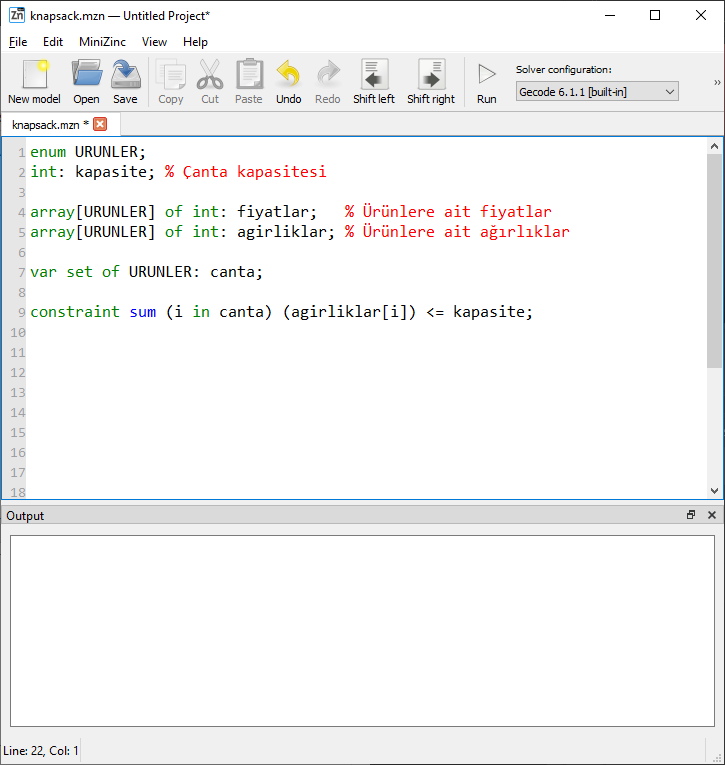 Zn knapsack.mzn — Untitled Project*
File Edit MiniZinc View Help
New model Open Save Copy Cut Paste Undo Redo Shift left Shift right Run Solver configuration: Gecode 6.1.1 [built-in] »
knapsack.mzn *
1 enum URUNLER;
2 int: kapasite; % Çanta kapasitesi
3
4 array[URUNLER] of int: fiyatlar; % Ürünlere ait fiyatlar
5 array[URUNLER] of int: agirliklar; % Ürünlere ait ağırlıklar
6
7 var set of URUNLER: canta;
8
9 constraint sum (i in canta) (agirliklar[i]) <= kapasite;
10
11
12
13
14
15
16
17
18
Output
Line: 22, Col: 1